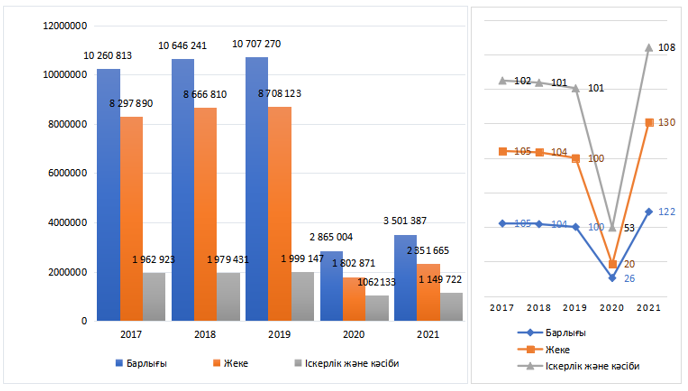 12000000
10000000
8000000
6000000
4000000
2000000
0
10 260 813
10 646 241
10 707 270
8 297 890
8 666 810
8 708 123
1 962 923
1 979 431
1 999 147
2 865 004
1 802 871
1062 133
3 501 387
2 351 665
1 149 722
2017 2018 2019 2020 2021
Барлығы Жеке Іскерлік және кәсіби
102 101 101 53 108
105 104 100 20 130
105 104 100 26 122
2017 2018 2019 2020 2021
Барлығы
Жеке
Іскерлік және кәсіби